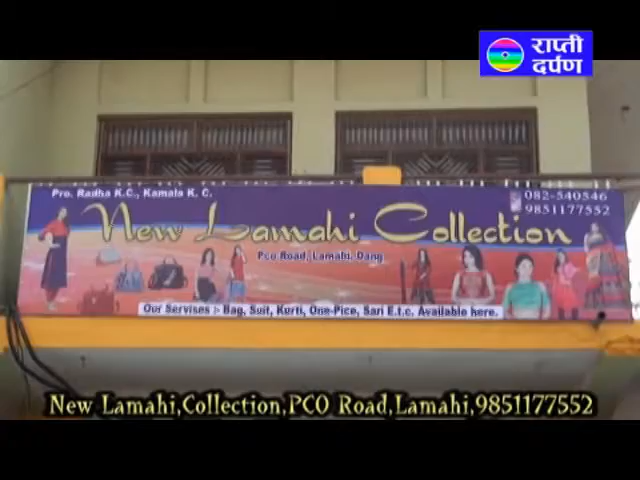 राप्ती
दर्पण
Pro. Radha K.C., Kamala K. C.
082-540546
9851177552
New Lamahi Collection
Pco Road, Lamahi, Dang
Our Servises :- Bag, Suit, Kurti, One-Pice, Sari E.t.c. Available here.
New Lamahi,Collection,PCO Road,Lamahi,9851177552